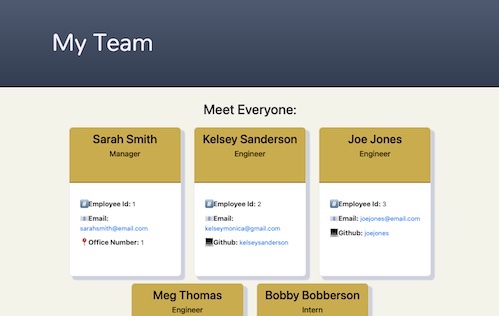 My Team
Meet Everyone:
Sarah Smith
Manager
Employee Id: 1
Email:
sarahsmith@email.com
Office Number: 1
Kelsey Sanderson
Engineer
Employee Id: 2
Email:
kelseymonica@gmail.com
Github: kelseysanderson
Joe Jones
Engineer
Employee Id: 3
Email: joejones@email.com
Github: joejones
Meg Thomas
Engineer
Bobby Bobberson
Intern